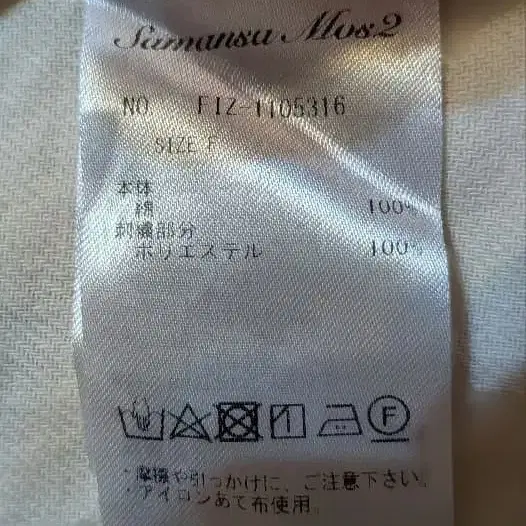 Samansa Mos2
NO FIZ-1105316
SIZE F
本体
綿 100%
刺繍部分
ポリエステル 100%
F
・摩擦や引っかけに、ご注意下さい。
・アイロンあて布使用。